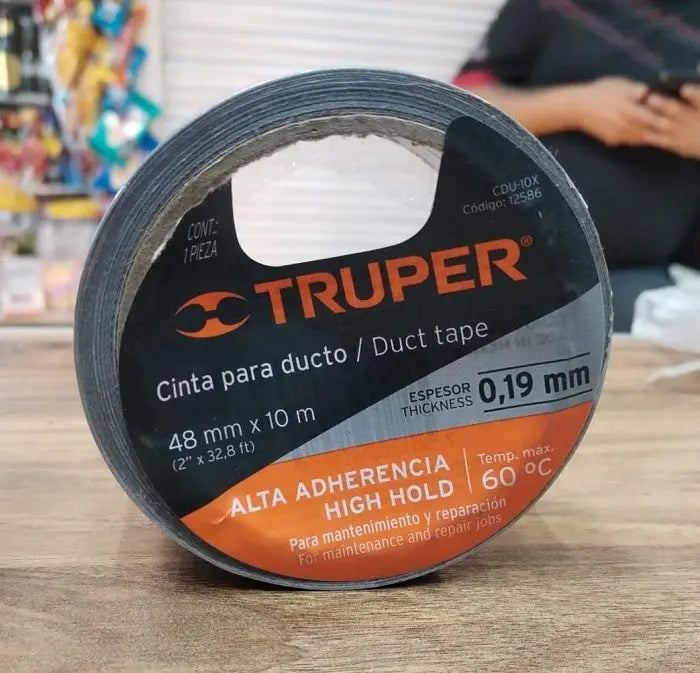 CONT.:
1 PIEZA
CDU-10X
Código: 12586
TRUPER®
Cinta para ducto / Duct tape
48 mm x 10 m
(2" x 32,8 ft)
ESPESOR
THICKNESS
0,19 mm
ALTA ADHERENCIA
HIGH HOLD
Temp. máx.
60 °C
Para mantenimiento y reparación
For maintenance and repair jobs